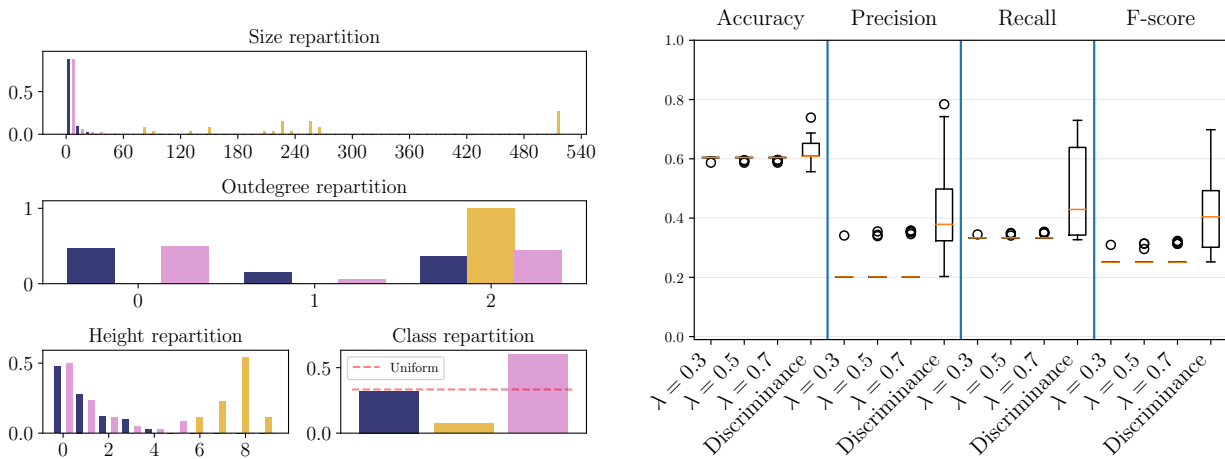 Size repartition
0.5
0.0
0 60 120 180 240 300 360 420 480 540
Outdegree repartition
1
0
0 1 2
Height repartition
0.5
0.0
0 2 4 6 8
Class repartition
0.5
0.0
Uniform
Accuracy Precision Recall F-score
1.0
0.8
0.6
0.4
0.2
0.0
λ = 0.3 λ = 0.5 λ = 0.7 Discriminance λ = 0.3 λ = 0.5 λ = 0.7 Discriminance λ = 0.3 λ = 0.5 λ = 0.7 Discriminance λ = 0.3 λ = 0.5 λ = 0.7 Discriminance